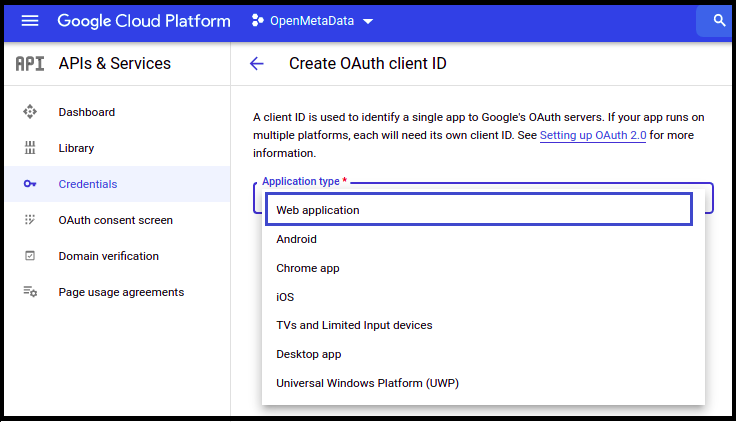 Google Cloud Platform
OpenMetaData
API
APIs & Services
Create OAuth client ID
Dashboard
Library
Credentials
OAuth consent screen
Domain verification
Page usage agreements
A client ID is used to identify a single app to Google's OAuth servers. If your app runs on
multiple platforms, each will need its own client ID. See Setting up OAuth 2.0 for more
information.
Application type *
Web application
Android
Chrome app
iOS
TVs and Limited Input devices
Desktop app
Universal Windows Platform (UWP)